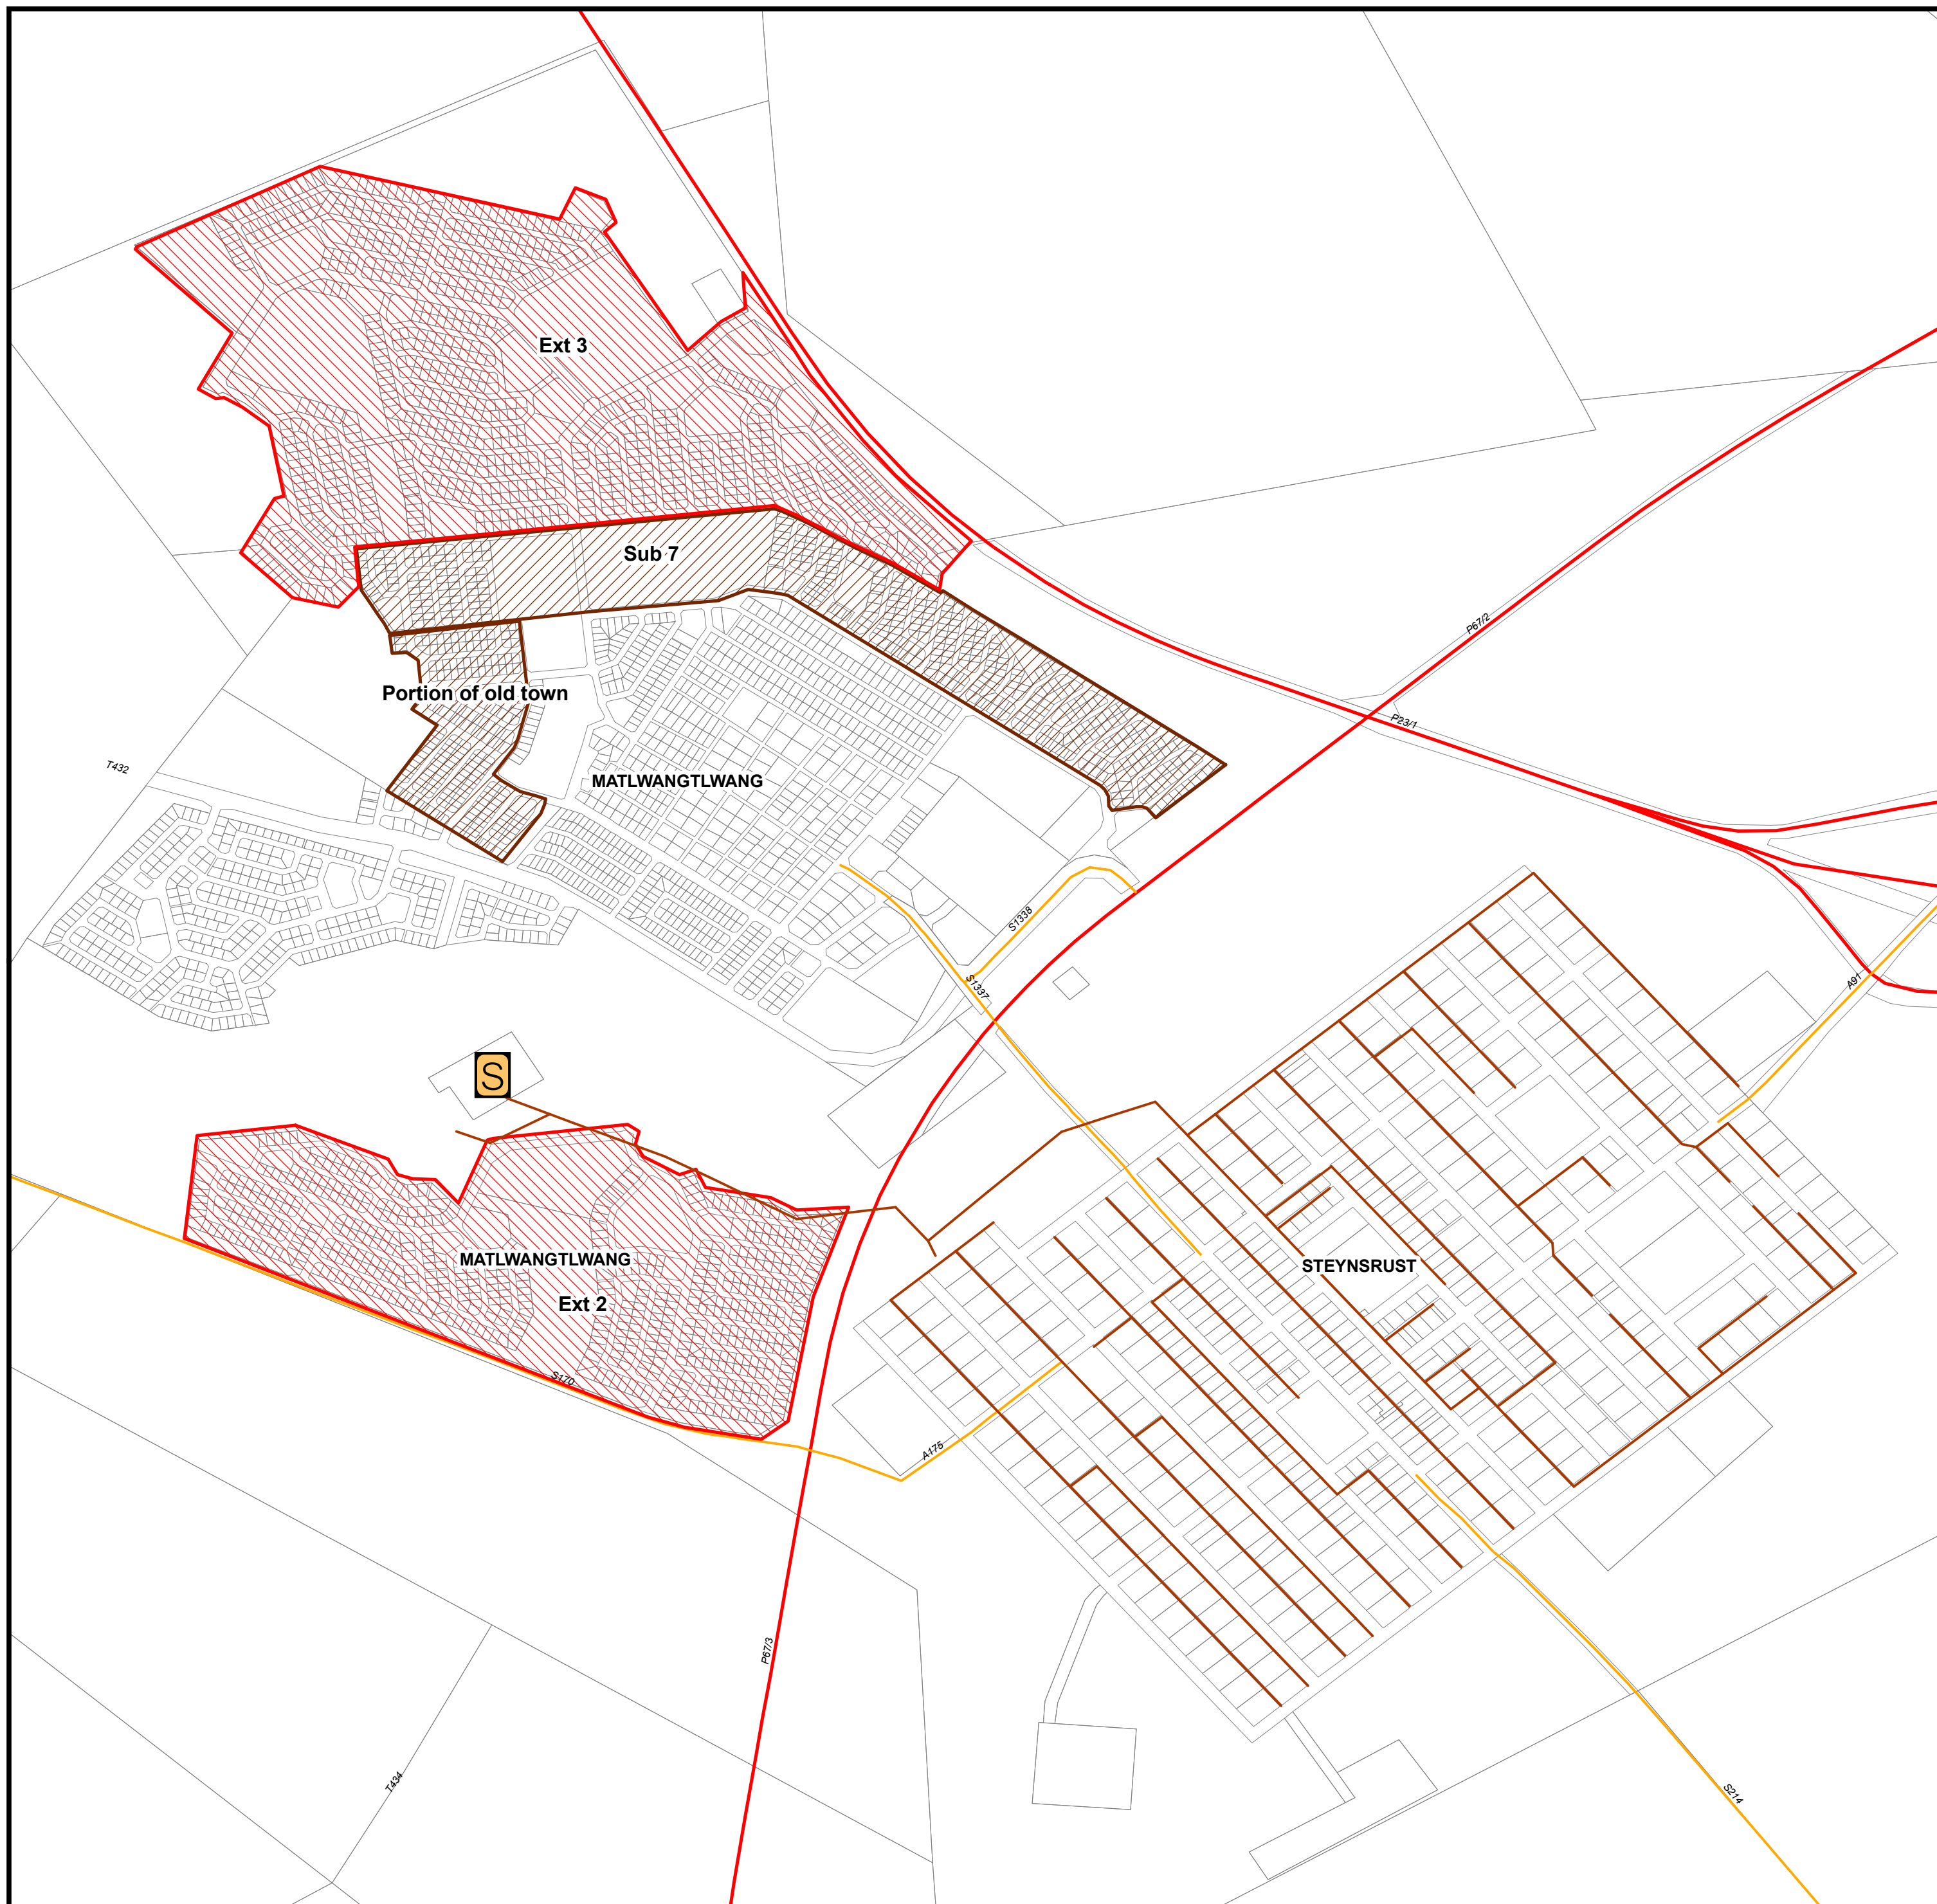 Ext 3
Sub 7
P67/2
Portion of old town
P23/1
T432
MATLWANGTLWANG
S1338
A91
S1337
S
MATLWANGTLWANG
STEYNSRUST
Ext 2
S170
A175
P67/3
T434
S214